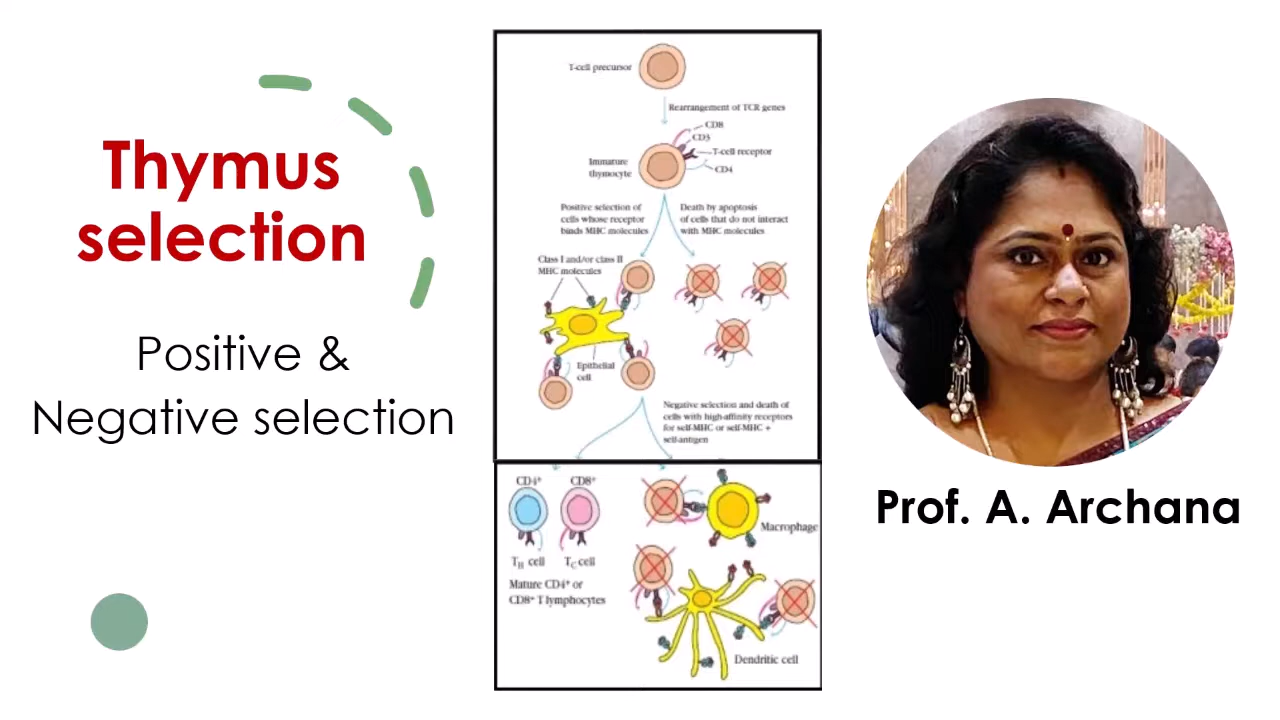 Thymus
selection
Positive &
Negative selection
T-cell precursor
Rearrangement of TCR genes
CD8
CD3
T-cell receptor
CD4
Immature
thymocyte
Positive selection of
cells whose receptor
binds MHC molecules
Death by apoptosis
of cells that do not interact
with MHC molecules
Class I and/or class II
MHC molecules
Epithelial
cell
Negative selection and death of
cells with high-affinity receptors
for self-MHC or self-MHC +
self-antigen
CD4⁺
CD8⁺
T_H cell
T_C cell
Mature CD4⁺ or
CD8⁺ T lymphocytes
Macrophage
Dendritic cell
Prof. A. Archana